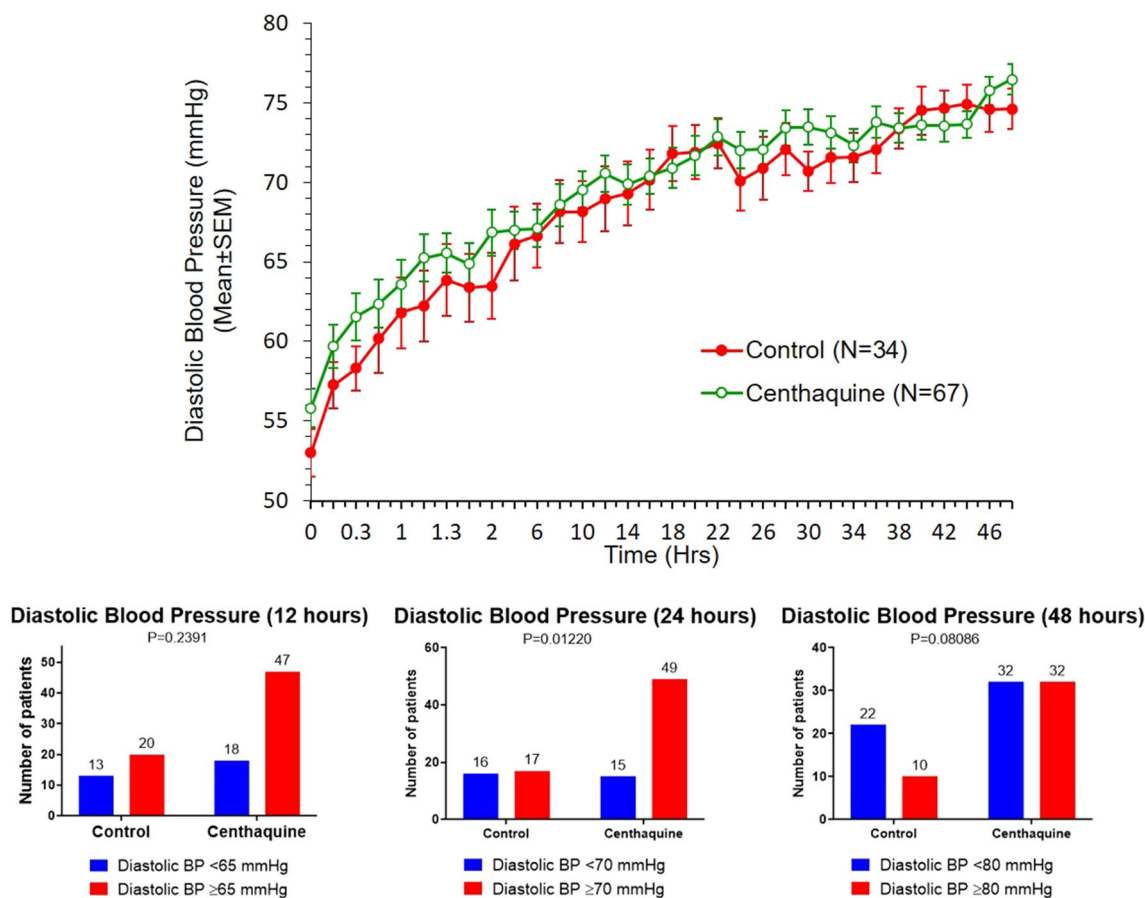 80
75
70
65
60
55
50
Diastolic Blood Pressure (mmHg)
(Mean±SEM)
Control (N=34)
Centhaquine (N=67)
0 0.3 1 1.3 2 6 10 14 18 22 26 30 34 38 42 46
Time (Hrs)
Diastolic Blood Pressure (12 hours)
P=0.2391
Number of patients
50
40
30
20
10
0
13 20 18 47
Control Centhaquine
Diastolic BP <65 mmHg
Diastolic BP ≥65 mmHg
Diastolic Blood Pressure (24 hours)
P=0.01220
Number of patients
60
40
20
0
16 17 15 49
Control Centhaquine
Diastolic BP <70 mmHg
Diastolic BP ≥70 mmHg
Diastolic Blood Pressure (48 hours)
P=0.08086
Number of patients
40
30
20
10
0
22 10 32 32
Control Centhaquine
Diastolic BP <80 mmHg
Diastolic BP ≥80 mmHg